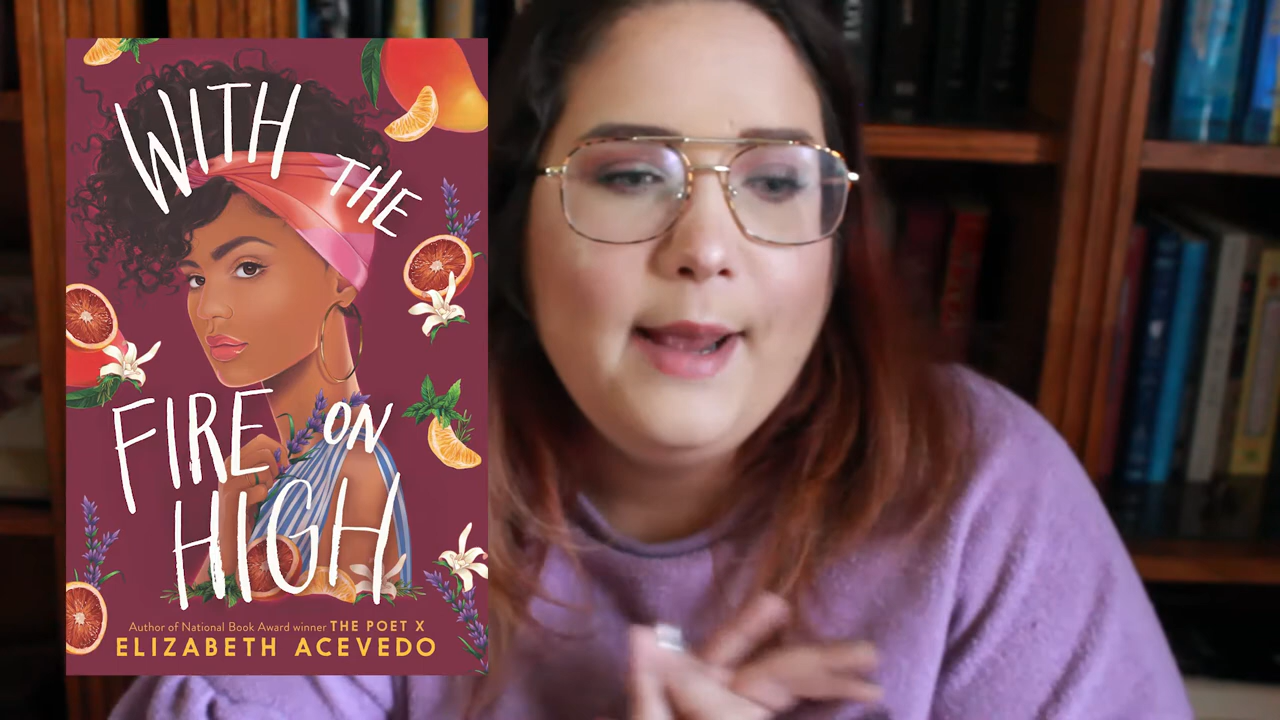 WITH
THE
FIRE ON
HIGH
Author of National Book Award winner THE POET X
ELIZABETH ACEVEDO